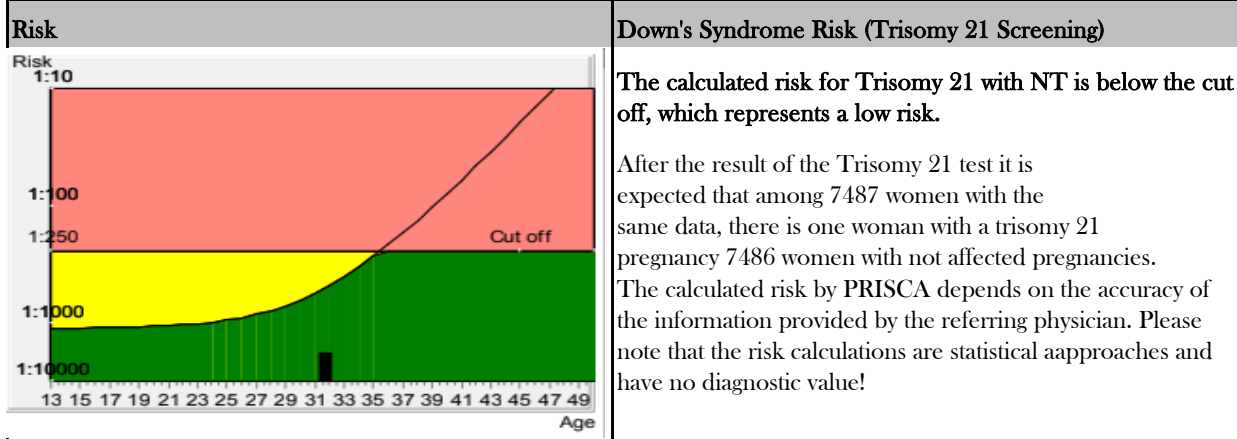 Risk
Down's Syndrome Risk (Trisomy 21 Screening)
Risk
1:10
1:100
1:250
Cut off
1:1000
1:10000
13 15 17 19 21 23 25 27 29 31 33 35 37 39 41 43 45 47 49
Age
The calculated risk for Trisomy 21 with NT is below the cut
off, which represents a low risk.
After the result of the Trisomy 21 test it is
expected that among 7487 women with the
same data, there is one woman with a trisomy 21
pregnancy 7486 women with not affected pregnancies.
The calculated risk by PRISCA depends on the accuracy of
the information provided by the referring physician. Please
note that the risk calculations are statistical aapproaches and
have no diagnostic value!